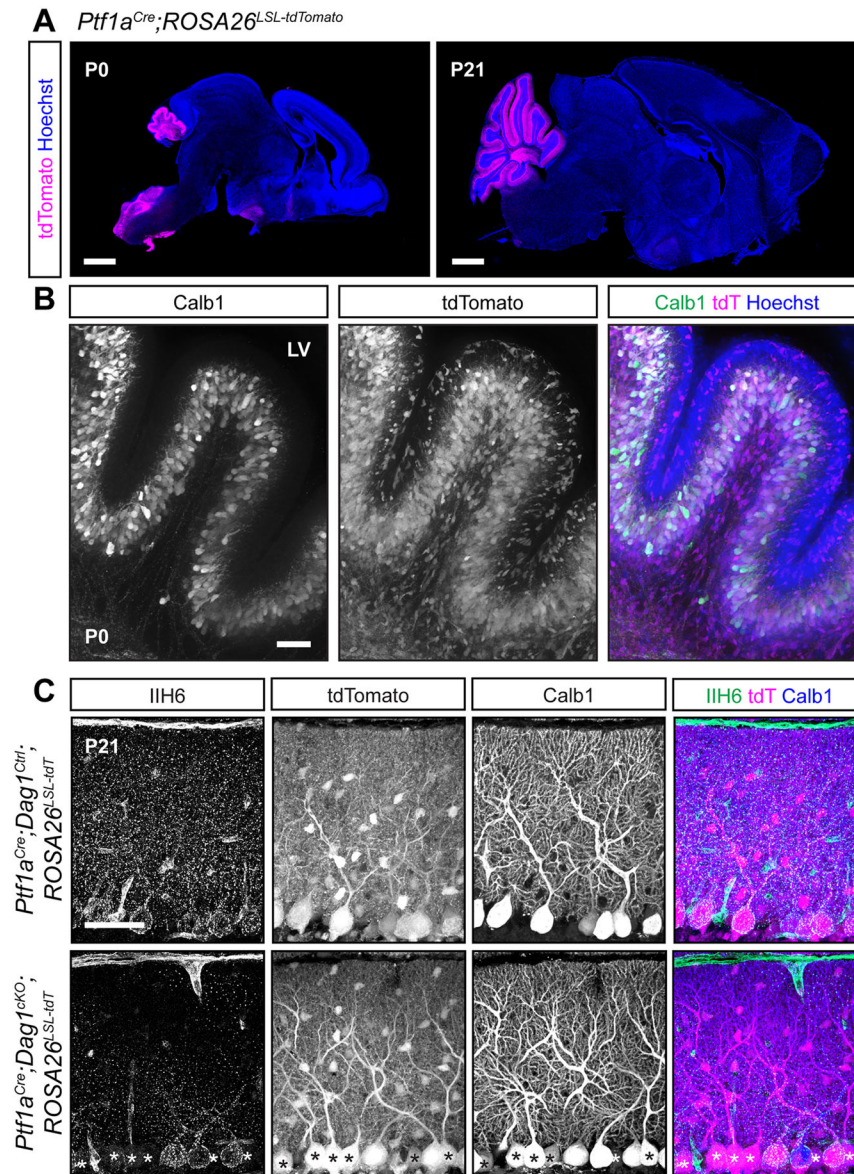 A
Ptf1aCre;ROSA26LSL-tdTomato
tdTomato Hoechst
P0
P21
B
Calb1
tdTomato
Calb1 tdT Hoechst
LV
P0
C
IIH6
tdTomato
Calb1
IIH6 tdT Calb1
Ptf1aCre;Dag1Ctrl;
ROSA26LSL-tdT
P21
Ptf1aCre;Dag1cKO;
ROSA26LSL-tdT
* * * * * *
* * * * * *
* * * * * *
* * * * * *